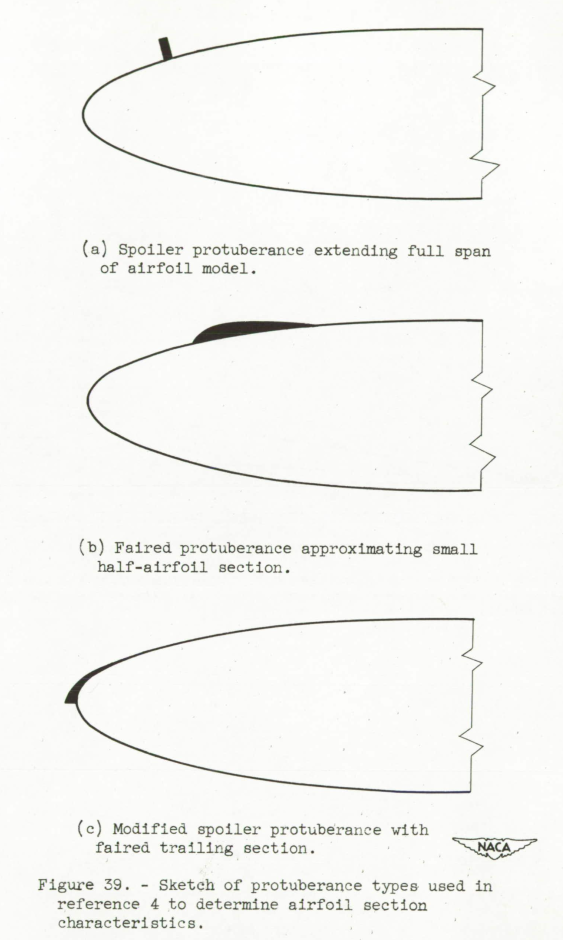 (a) Spoiler protuberance extending full span
of airfoil model.
(b) Faired protuberance approximating small
half-airfoil section.
(c) Modified spoiler protuberance with
faired trailing section.
NACA
Figure 39. - Sketch of protuberance types used in
reference 4 to determine airfoil section
characteristics.